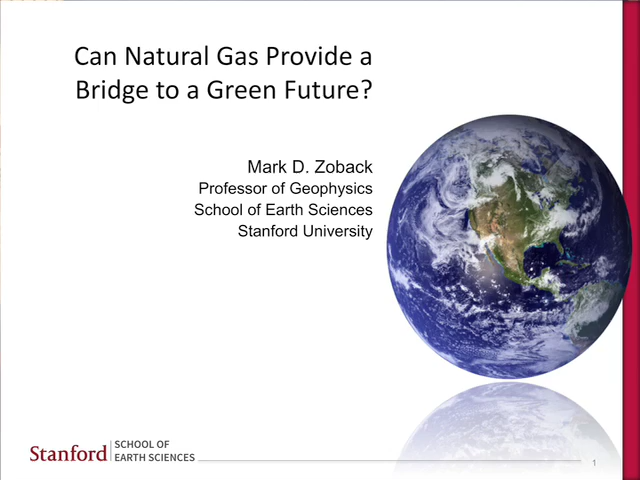 Can Natural Gas Provide a
Bridge to a Green Future?
Mark D. Zoback
Professor of Geophysics
School of Earth Sciences
Stanford University
Stanford
SCHOOL OF
EARTH SCIENCES
1